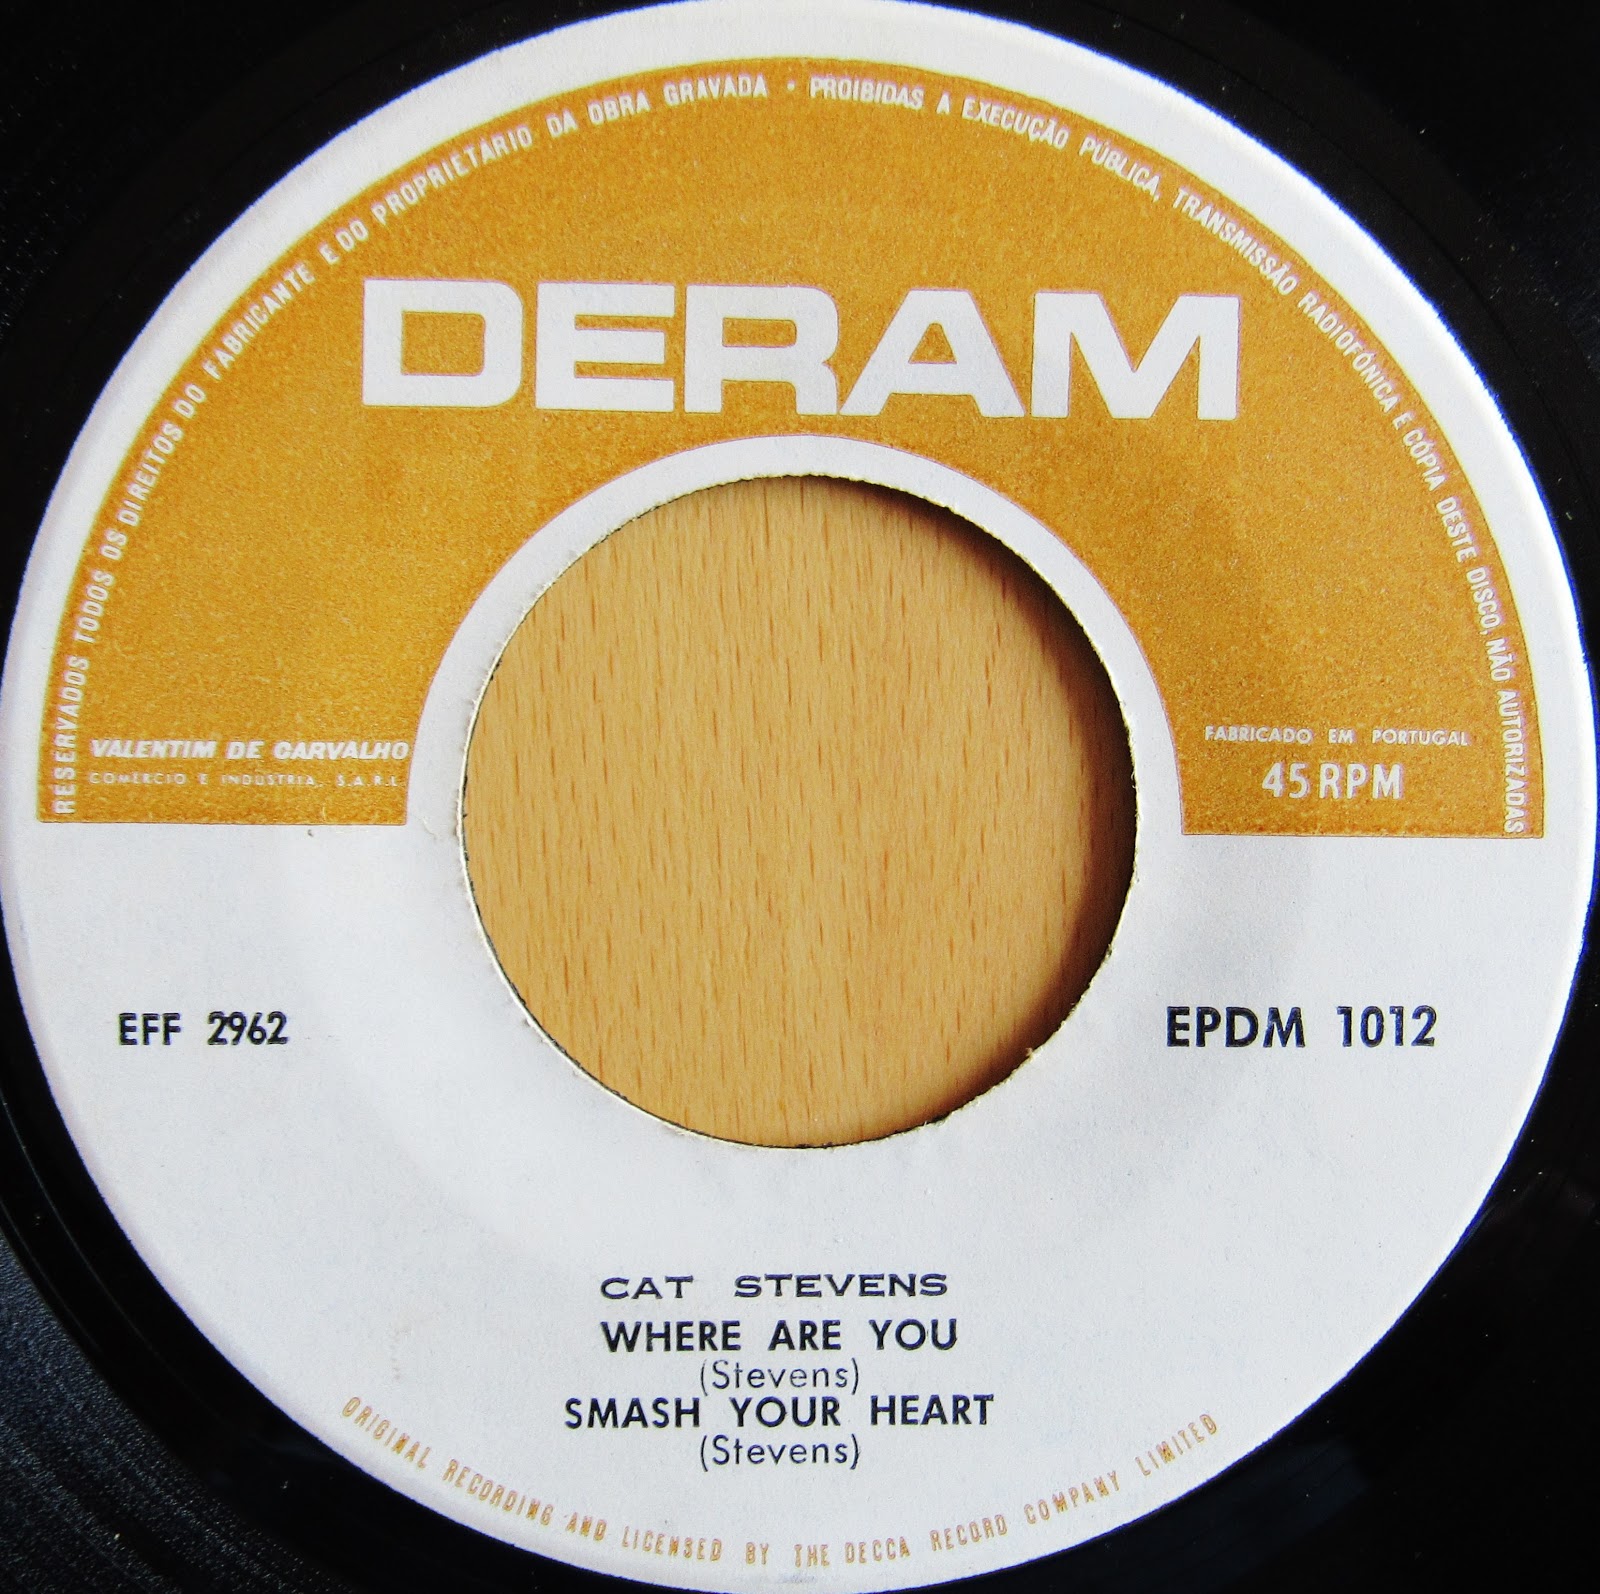 RESERVADOS TODOS OS DIREITOS DO FABRICANTE E DO PROPRIETARIO DA OBRA GRAVADA • PROIBIDAS A EXECUÇÃO PÚBLICA, TRANSMISSÃO RADIOFÓNICA E CÓPIA DESTE DISCO, NÃO AUTORIZADAS
DERAM
VALENTIM DE CARVALHO
COMÉRCIO E INDÚSTRIA, S.A.R.L.
FABRICADO EM PORTUGAL
45 RPM
EFF 2962
EPDM 1012
CAT STEVENS
WHERE ARE YOU
(Stevens)
SMASH YOUR HEART
(Stevens)
ORIGINAL RECORDING AND LICENSED BY THE DECCA RECORD COMPANY LIMITED